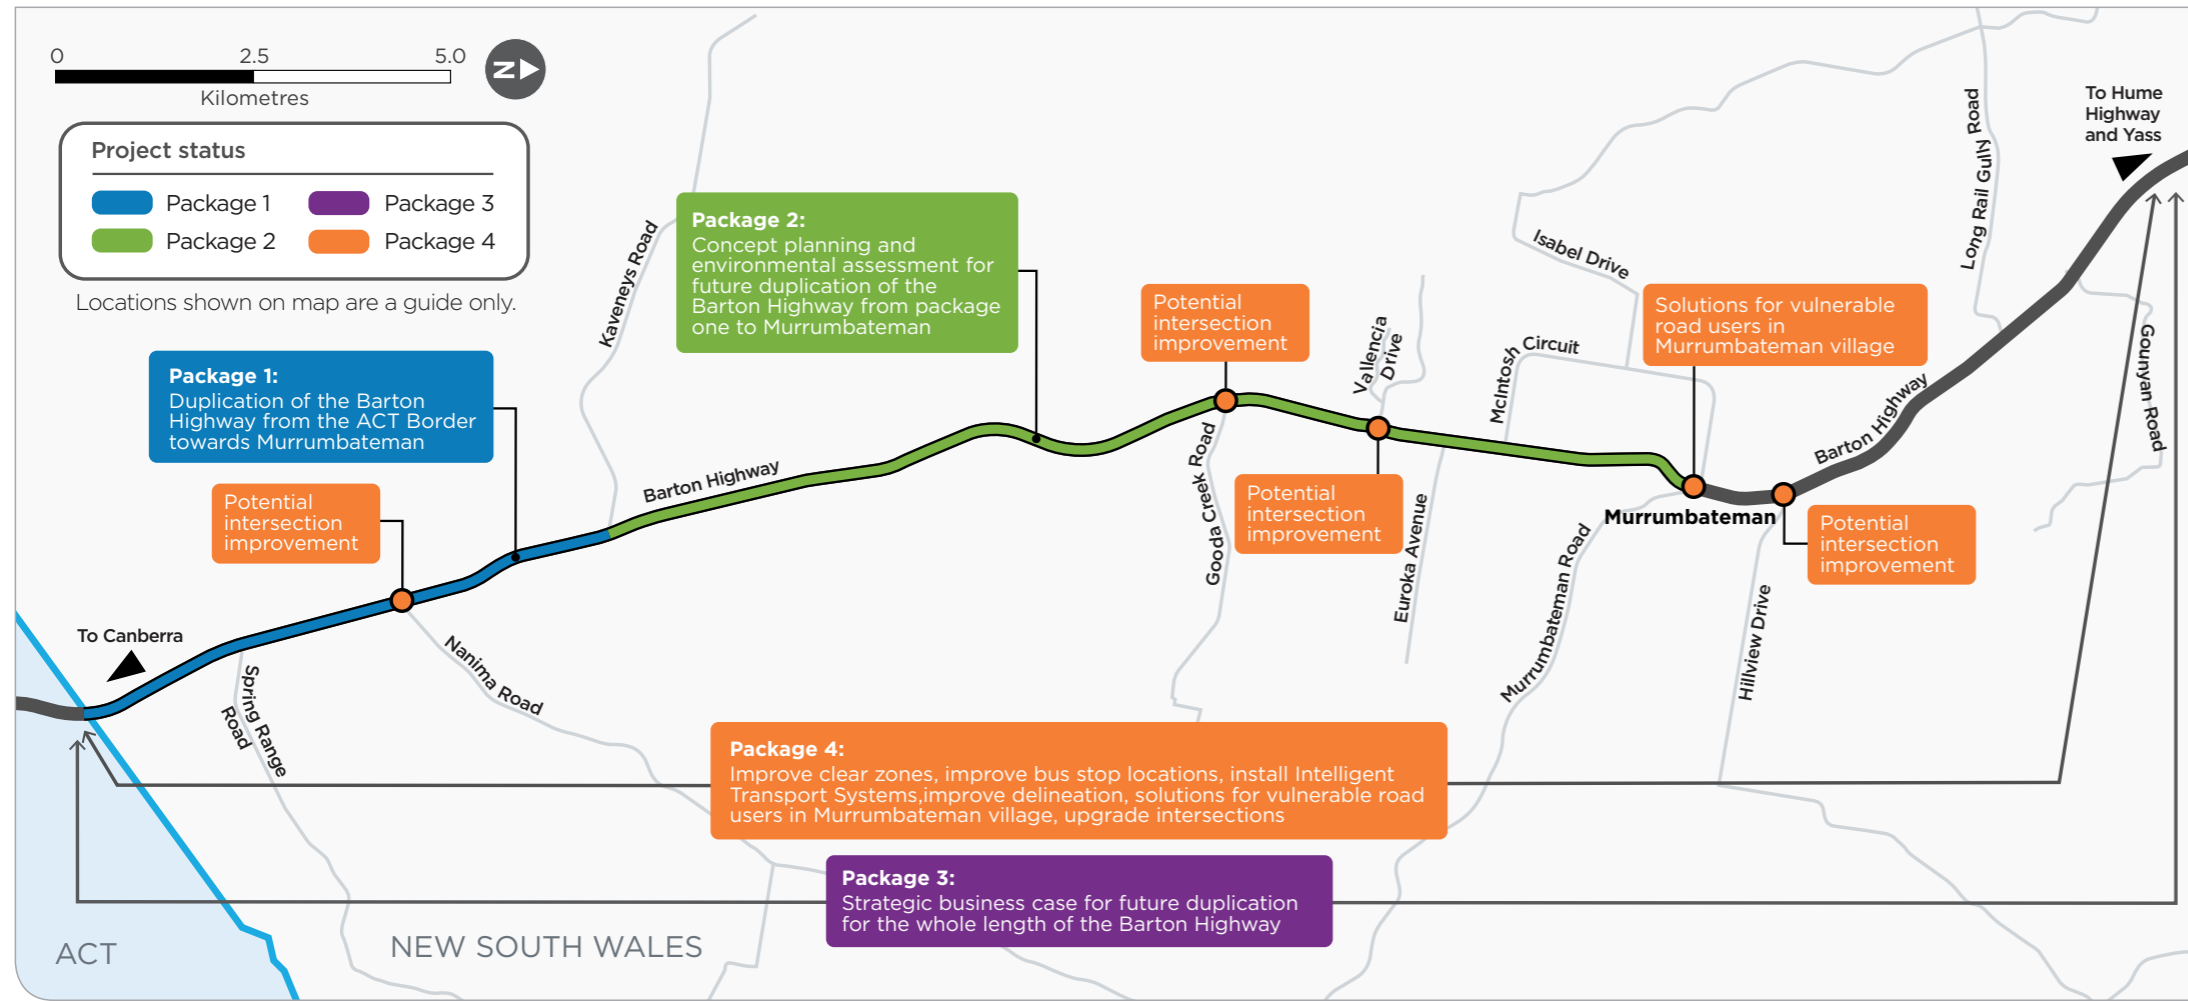 0 2.5 5.0
Kilometres
N
Project status
Package 1
Package 3
Package 2
Package 4
Locations shown on map are a guide only.
Package 1:
Duplication of the Barton
Highway from the ACT Border
towards Murrumbateman
Potential
intersection
improvement
To Canberra
Spring Range
Road
Nanima Road
Kaveneys Road
Barton Highway
Package 2:
Concept planning and
environmental assessment for
future duplication of the
Barton Highway from package
one to Murrumbateman
Potential
intersection
improvement
Gooda Creek Road
Vallencia
Drive
Potential
intersection
improvement
Euroka Avenue
McIntosh Circuit
Isabel Drive
Solutions for vulnerable
road users in
Murrumbateman village
Murrumbateman
Murrumbateman Road
Potential
intersection
improvement
Hillview Drive
Barton Highway
Long Rail Gully Road
To Hume
Highway
and Yass
Gounyan Road
Package 4:
Improve clear zones, improve bus stop locations, install Intelligent
Transport Systems,improve delineation, solutions for vulnerable road
users in Murrumbateman village, upgrade intersections
Package 3:
Strategic business case for future duplication
for the whole length of the Barton Highway
ACT
NEW SOUTH WALES